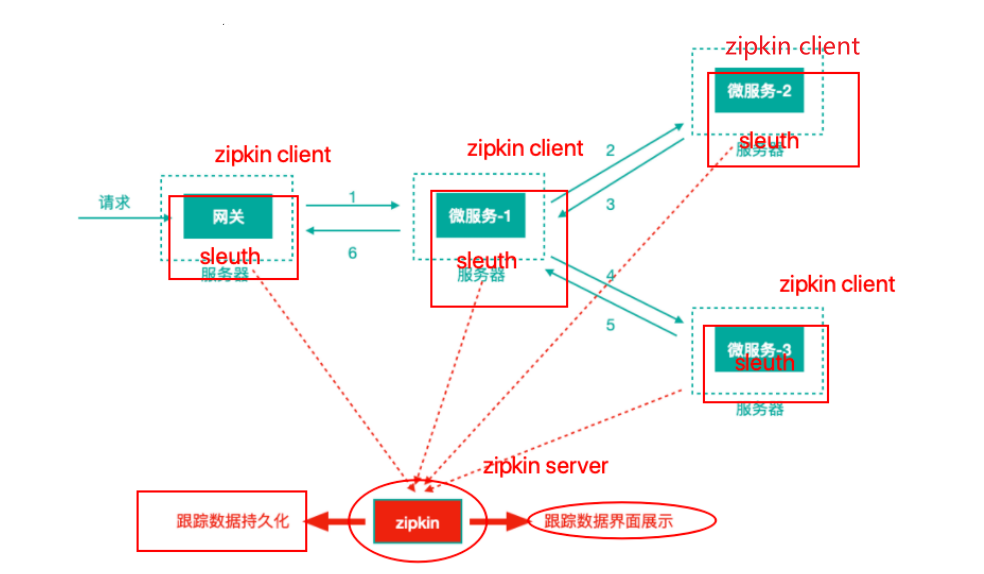 zipkin client
微服务-2
sleuth
服务器
zipkin client
zipkin client
请求
网关
sleuth
服务器
1
6
微服务-1
sleuth
服务器
2
3
4
5
zipkin client
微服务-3
sleuth
服务器
zipkin server
跟踪数据持久化
zipkin
跟踪数据界面展示